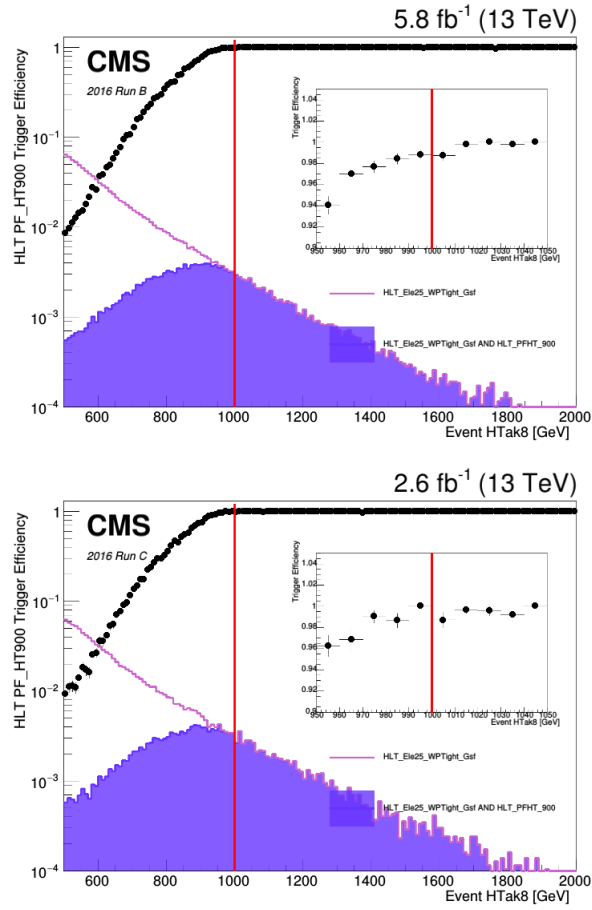 5.8 fb-1 (13 TeV)
HLT PF_HT900 Trigger Efficiency
CMS
2016 Run B
1
10−1
10−2
10−3
10−4
600 800 1000 1200 1400 1600 1800 2000
Event HTak8 [GeV]
Trigger Efficiency
1.04
1.02
1
0.98
0.96
0.94
0.92
0.9
950 960 970 980 990 1000 1010 1020 1030 1040 1050
Event HTak8 [GeV]
HLT_Ele25_WPTight_Gsf
HLT_Ele25_WPTight_Gsf AND HLT_PFHT_900
2.6 fb-1 (13 TeV)
HLT PF_HT900 Trigger Efficiency
CMS
2016 Run C
1
10−1
10−2
10−3
10−4
600 800 1000 1200 1400 1600 1800 2000
Event HTak8 [GeV]
Trigger Efficiency
1.04
1.02
1
0.98
0.96
0.94
0.92
0.9
950 960 970 980 990 1000 1010 1020 1030 1040 1050
Event HTak8 [GeV]
HLT_Ele25_WPTight_Gsf
HLT_Ele25_WPTight_Gsf AND HLT_PFHT_900